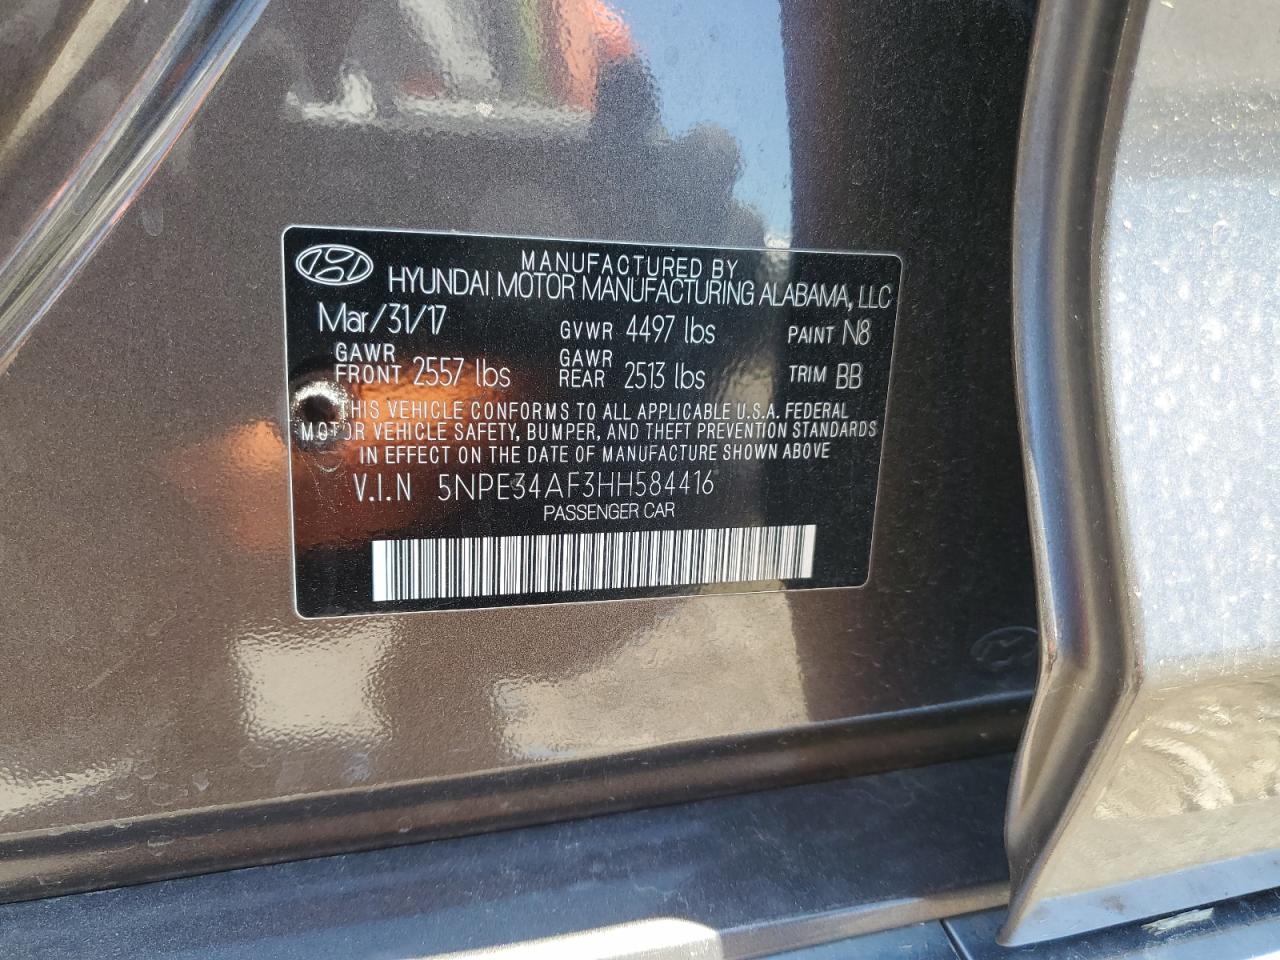 MANUFACTURED BY
HYUNDAI MOTOR MANUFACTURING ALABAMA, LLC
Mar/31/17 GVWR 4497 lbs PAINT N8
GAWR FRONT 2557 lbs GAWR REAR 2513 lbs TRIM BB
THIS VEHICLE CONFORMS TO ALL APPLICABLE U.S.A. FEDERAL
MOTOR VEHICLE SAFETY, BUMPER, AND THEFT PREVENTION STANDARDS
IN EFFECT ON THE DATE OF MANUFACTURE SHOWN ABOVE
V.I.N 5NPE34AF3HH584416
PASSENGER CAR